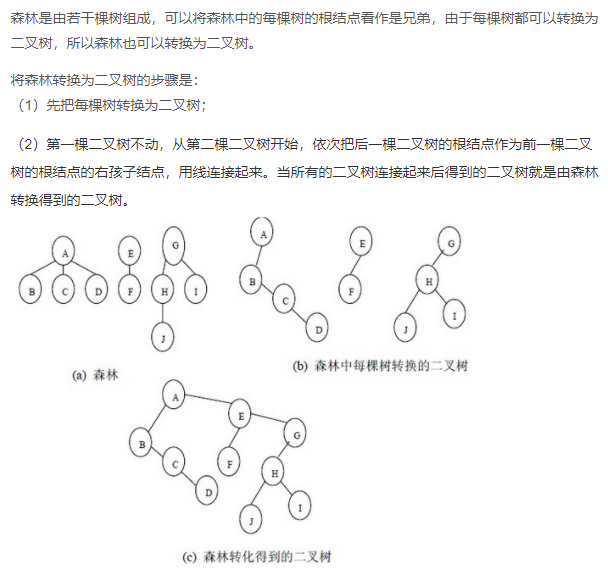 森林是由若干棵树组成，可以将森林中的每棵树的根结点看作是兄弟，由于每棵树都可以转换为
二叉树，所以森林也可以转换为二叉树。
将森林转换为二叉树的步骤是：
（1）先把每棵树转换为二叉树；
（2）第一棵二叉树不动，从第二棵二叉树开始，依次把后一棵二叉树的根结点作为前一棵二叉
树的根结点的右孩子结点，用线连接起来。当所有的二叉树连接起来后得到的二叉树就是由森林
转换得到的二叉树。
A E G
B C D F H I
J
(a) 森林
A E G
B F H
C J I
D
(b) 森林中每棵树转换的二叉树
A
E
B G
C F H
D
J I
(c) 森林转化得到的二叉树